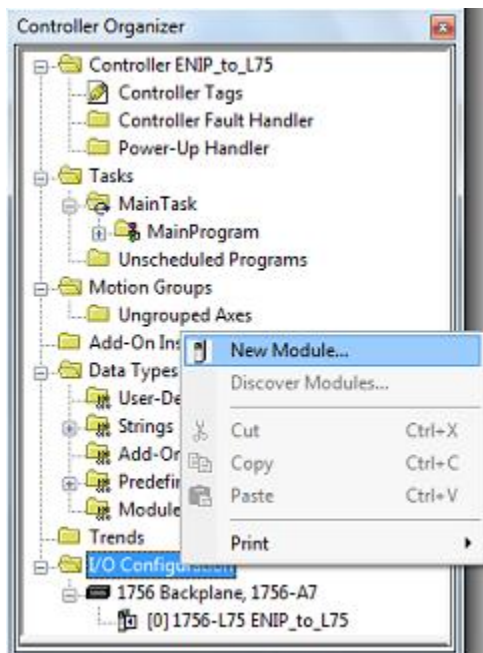 Controller Organizer
Controller ENIP_to_L75
Controller Tags
Controller Fault Handler
Power-Up Handler
Tasks
MainTask
MainProgram
Unscheduled Programs
Motion Groups
Ungrouped Axes
Add-On Ins
Data Types
User-De
Strings
Add-On
Predefin
Module
Trends
I/O Configuration
1756 Backplane, 1756-A7
[0] 1756-L75 ENIP_to_L75
New Module...
Discover Modules...
Cut Ctrl+X
Copy Ctrl+C
Paste Ctrl+V
Print